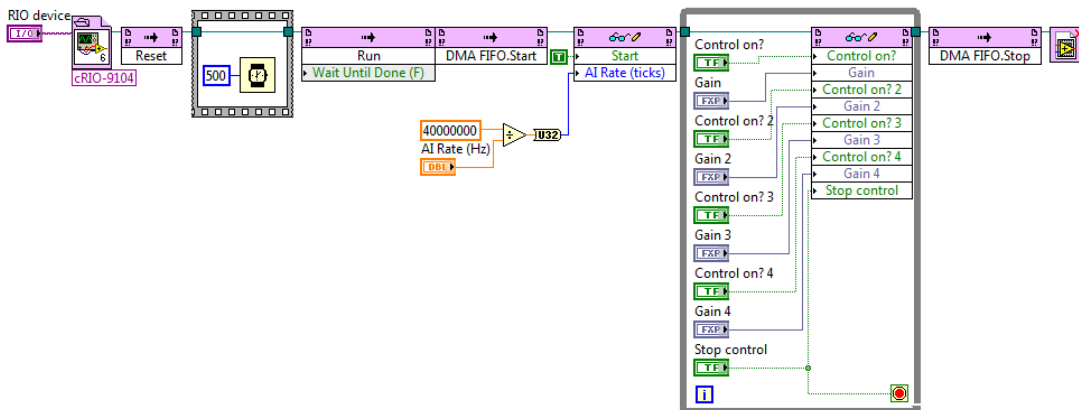 RIO device
I/O
6
cRIO-9104
Reset
500
Run
Wait Until Done (F)
DMA FIFO.Start
T
Start
AI Rate (ticks)
40000000
U32
AI Rate (Hz)
DBL
Control on?
TF
Gain
FXP
Control on? 2
TF
Gain 2
FXP
Control on? 3
TF
Gain 3
FXP
Control on? 4
TF
Gain 4
FXP
Stop control
TF
i
Control on?
Gain
Control on? 2
Gain 2
Control on? 3
Gain 3
Control on? 4
Gain 4
Stop control
DMA FIFO.Stop